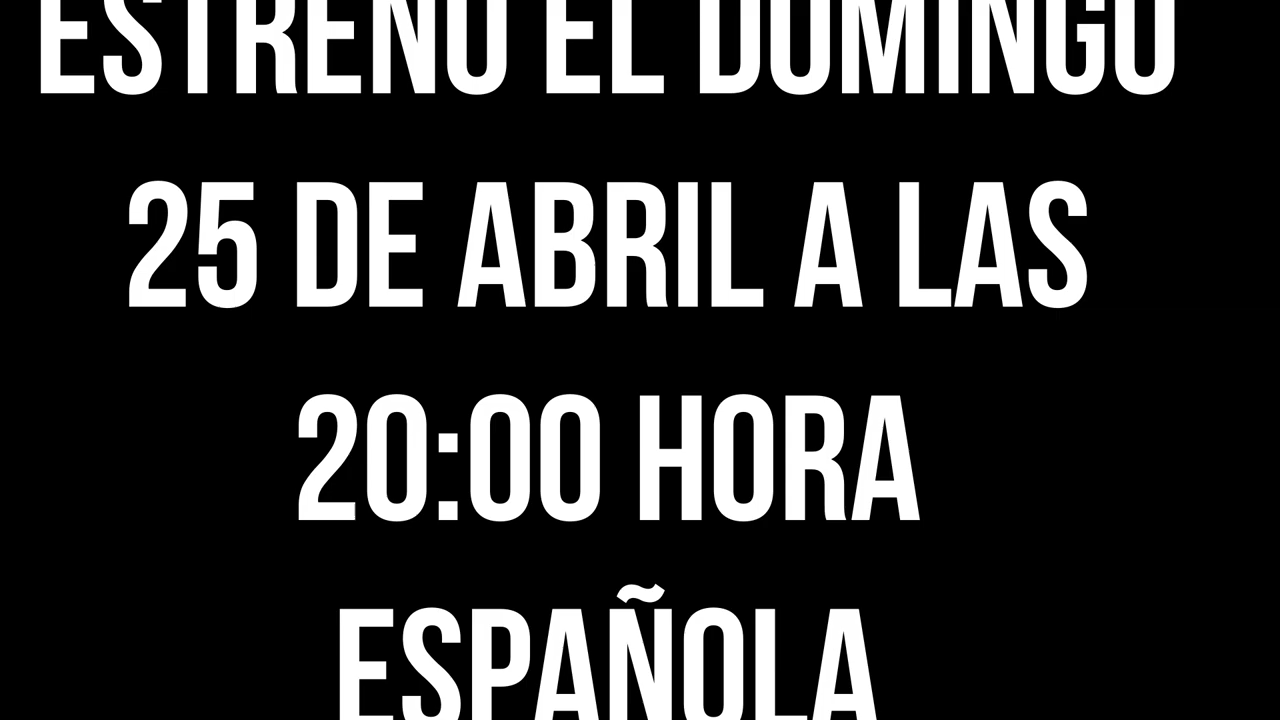 ESTRENO EL DOMINGO
25 DE ABRIL A LAS
20:00 HORA
ESPAÑOLA